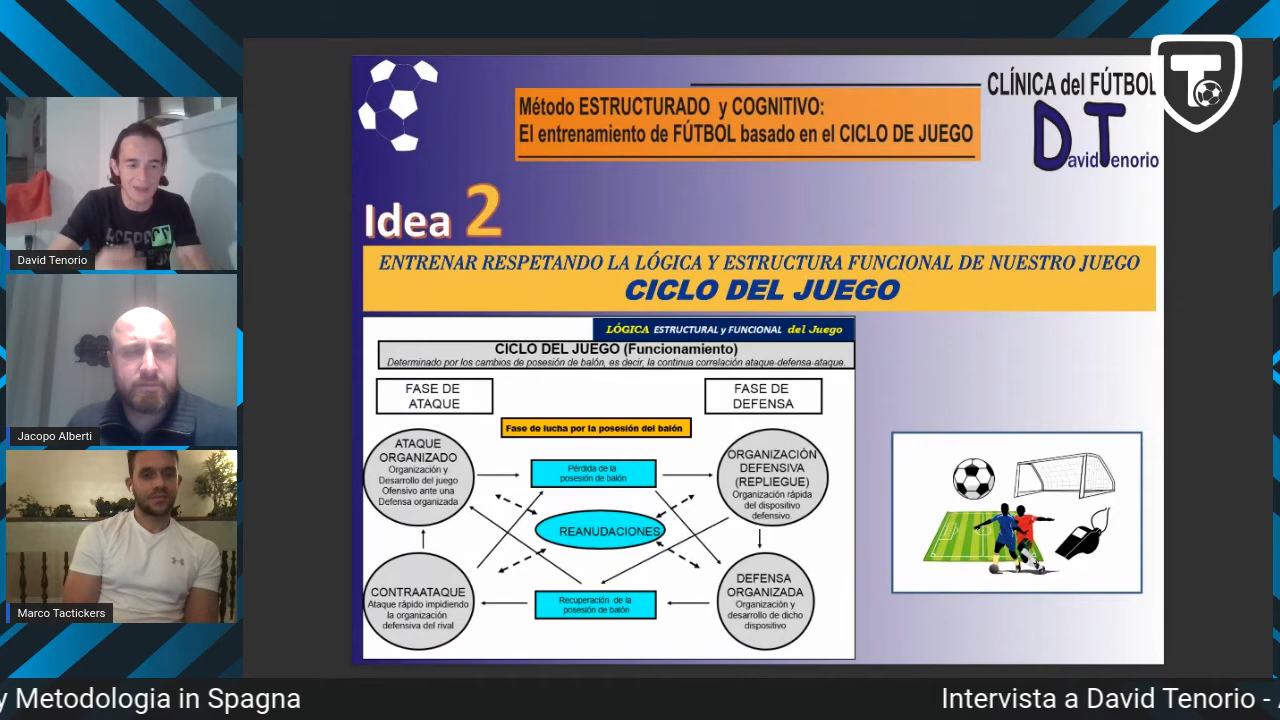 CLÍNICA del FÚTBOL
David Tenorio
T
Método ESTRUCTURADO y COGNITIVO:
El entrenamiento de FÚTBOL basado en el CICLO DE JUEGO
Idea 2
ENTRENAR RESPETANDO LA LÓGICA Y ESTRUCTURA FUNCIONAL DE NUESTRO JUEGO
CICLO DEL JUEGO
LÓGICA ESTRUCTURAL y FUNCIONAL del Juego
CICLO DEL JUEGO (Funcionamiento)
Determinado por los cambios de posesión de balón, es decir, la continua correlación ataque-defensa-ataque.
FASE DE
ATAQUE
FASE DE
DEFENSA
Fase de lucha por la posesión del balón
ATAQUE
ORGANIZADO
Organización y
Desarrollo del juego
Ofensivo ante una
Defensa organizada
Pérdida de la
posesión de balón
ORGANIZACIÓN
DEFENSIVA
(REPLIEGUE)
Organización rápida
del dispositivo
defensivo.
REANUDACIONES
CONTRAATAQUE
Ataque rápido impidiendo
la organización
defensiva del rival
Recuperación de la
posesión de balón
DEFENSA
ORGANIZADA
Organización y
desarrollo de dicho
dispositivo
David Tenorio
Jacopo Alberti
Marco Tactickers
y Metodologia in Spagna
Intervista a David Tenorio -